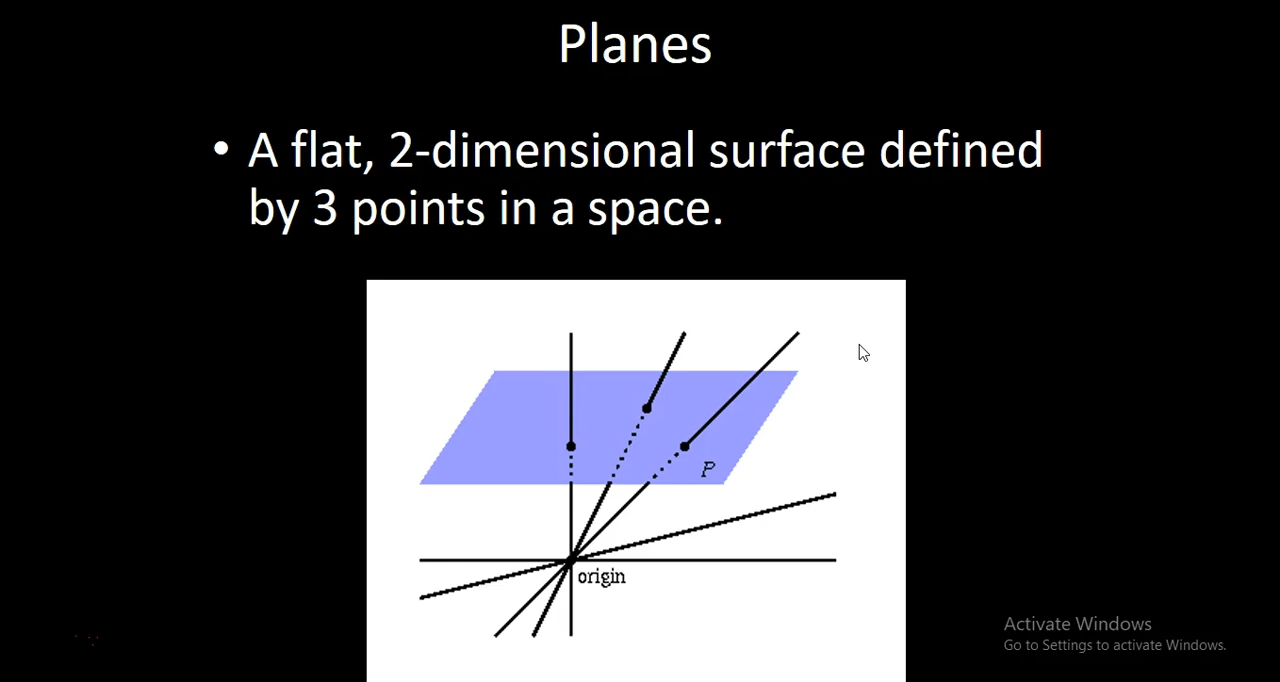 Planes
• A flat, 2-dimensional surface defined
by 3 points in a space.
P
origin
Activate Windows
Go to Settings to activate Windows.